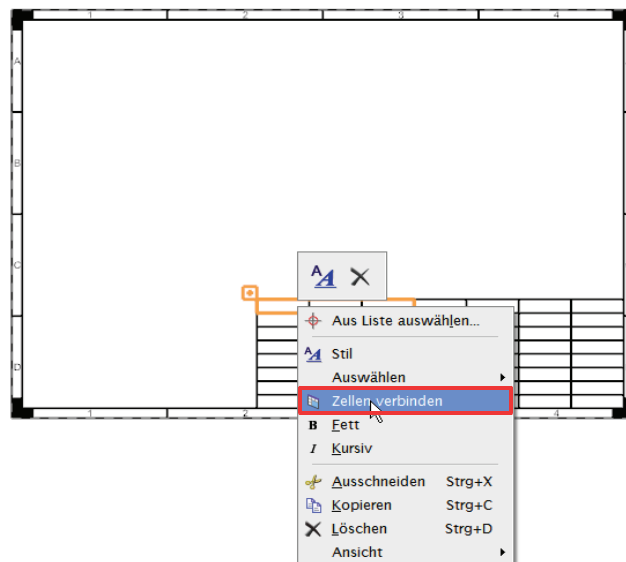 1 2 3 4
A
B
C
D
1 2 4
Aus Liste auswählen...
Stil
Auswählen
Zellen verbinden
Fett
Kursiv
Ausschneiden Strg+X
Kopieren Strg+C
Löschen Strg+D
Ansicht